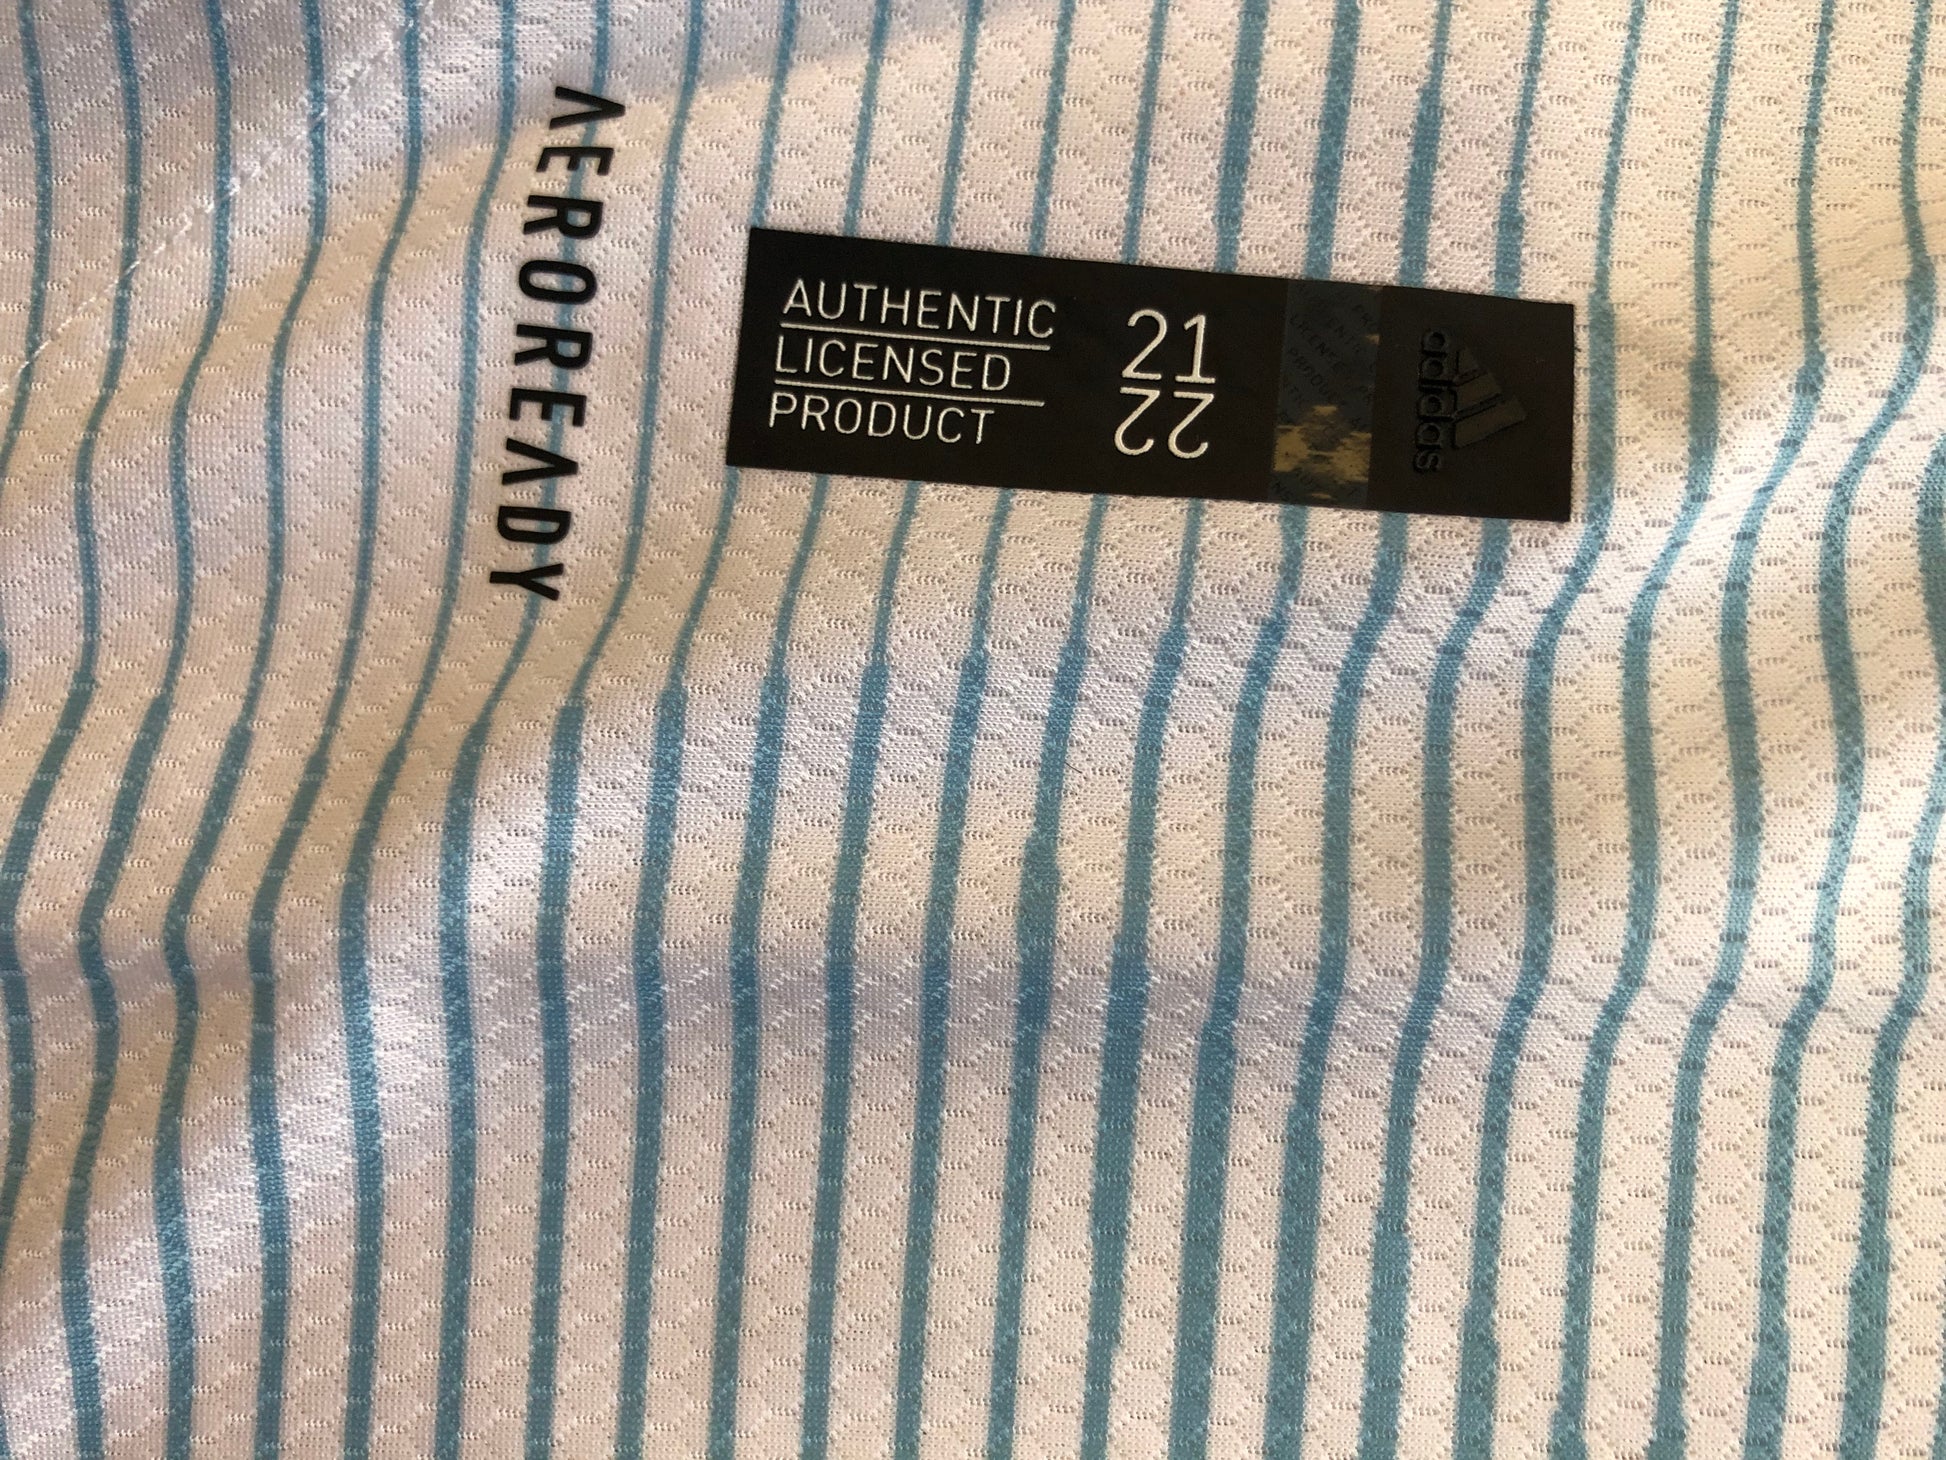 AEROREADY
AUTHENTIC
LICENSED
PRODUCT
21
22
adidas